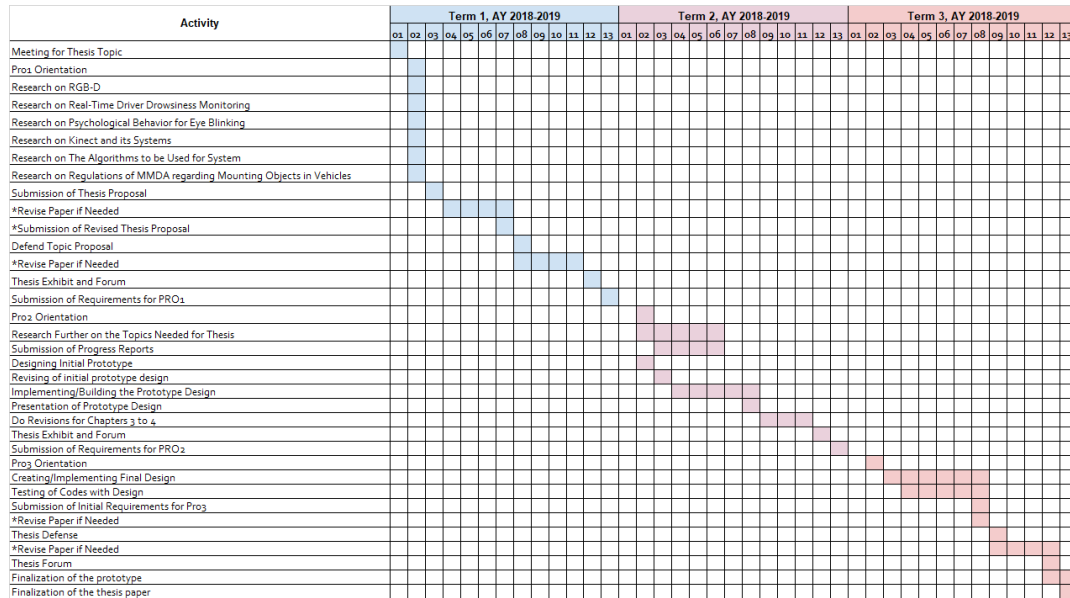 Activity
Term 1, AY 2018-2019 Term 2, AY 2018-2019 Term 3, AY 2018-2019
01 02 03 04 05 06 07 08 09 10 11 12 13 01 02 03 04 05 06 07 08 09 10 11 12 13 01 02 03 04 05 06 07 08 09 10 11 12 13
Meeting for Thesis Topic
Pro1 Orientation
Research on RGB-D
Research on Real-Time Driver Drowsiness Monitoring
Research on Psychological Behavior for Eye Blinking
Research on Kinect and its Systems
Research on The Algorithms to be Used for System
Research on Regulations of MMDA regarding Mounting Objects in Vehicles
Submission of Thesis Proposal
*Revise Paper if Needed
*Submission of Revised Thesis Proposal
Defend Topic Proposal
*Revise Paper if Needed
Thesis Exhibit and Forum
Submission of Requirements for PRO1
Pro2 Orientation
Research Further on the Topics Needed for Thesis
Submission of Progress Reports
Designing Initial Prototype
Revising of initial prototype design
Implementing/Building the Prototype Design
Presentation of Prototype Design
Do Revisions for Chapters 3 to 4
Thesis Exhibit and Forum
Submission of Requirements for PRO2
Pro3 Orientation
Creating/Implementing Final Design
Testing of Codes with Design
Submission of Initial Requirements for Pro3
*Revise Paper if Needed
Thesis Defense
*Revise Paper if Needed
Thesis Forum
Finalization of the prototype
Finalization of the thesis paper